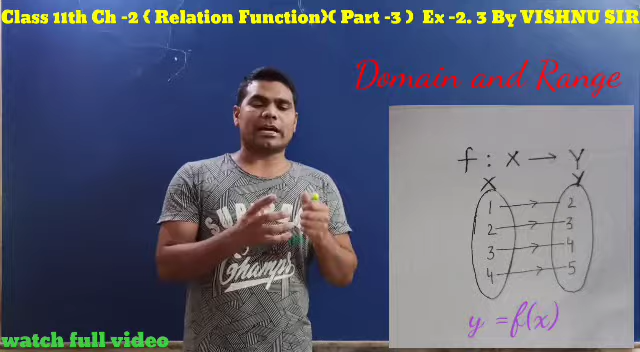 Class 11th Ch -2 ( Relation Function)( Part -3 ) Ex -2. 3 By VISHNU SIR
Domain and Range
f : X → Y
X Y
1 2
2 3
3 4
4 5
y = f(x)
Champs
watch full video